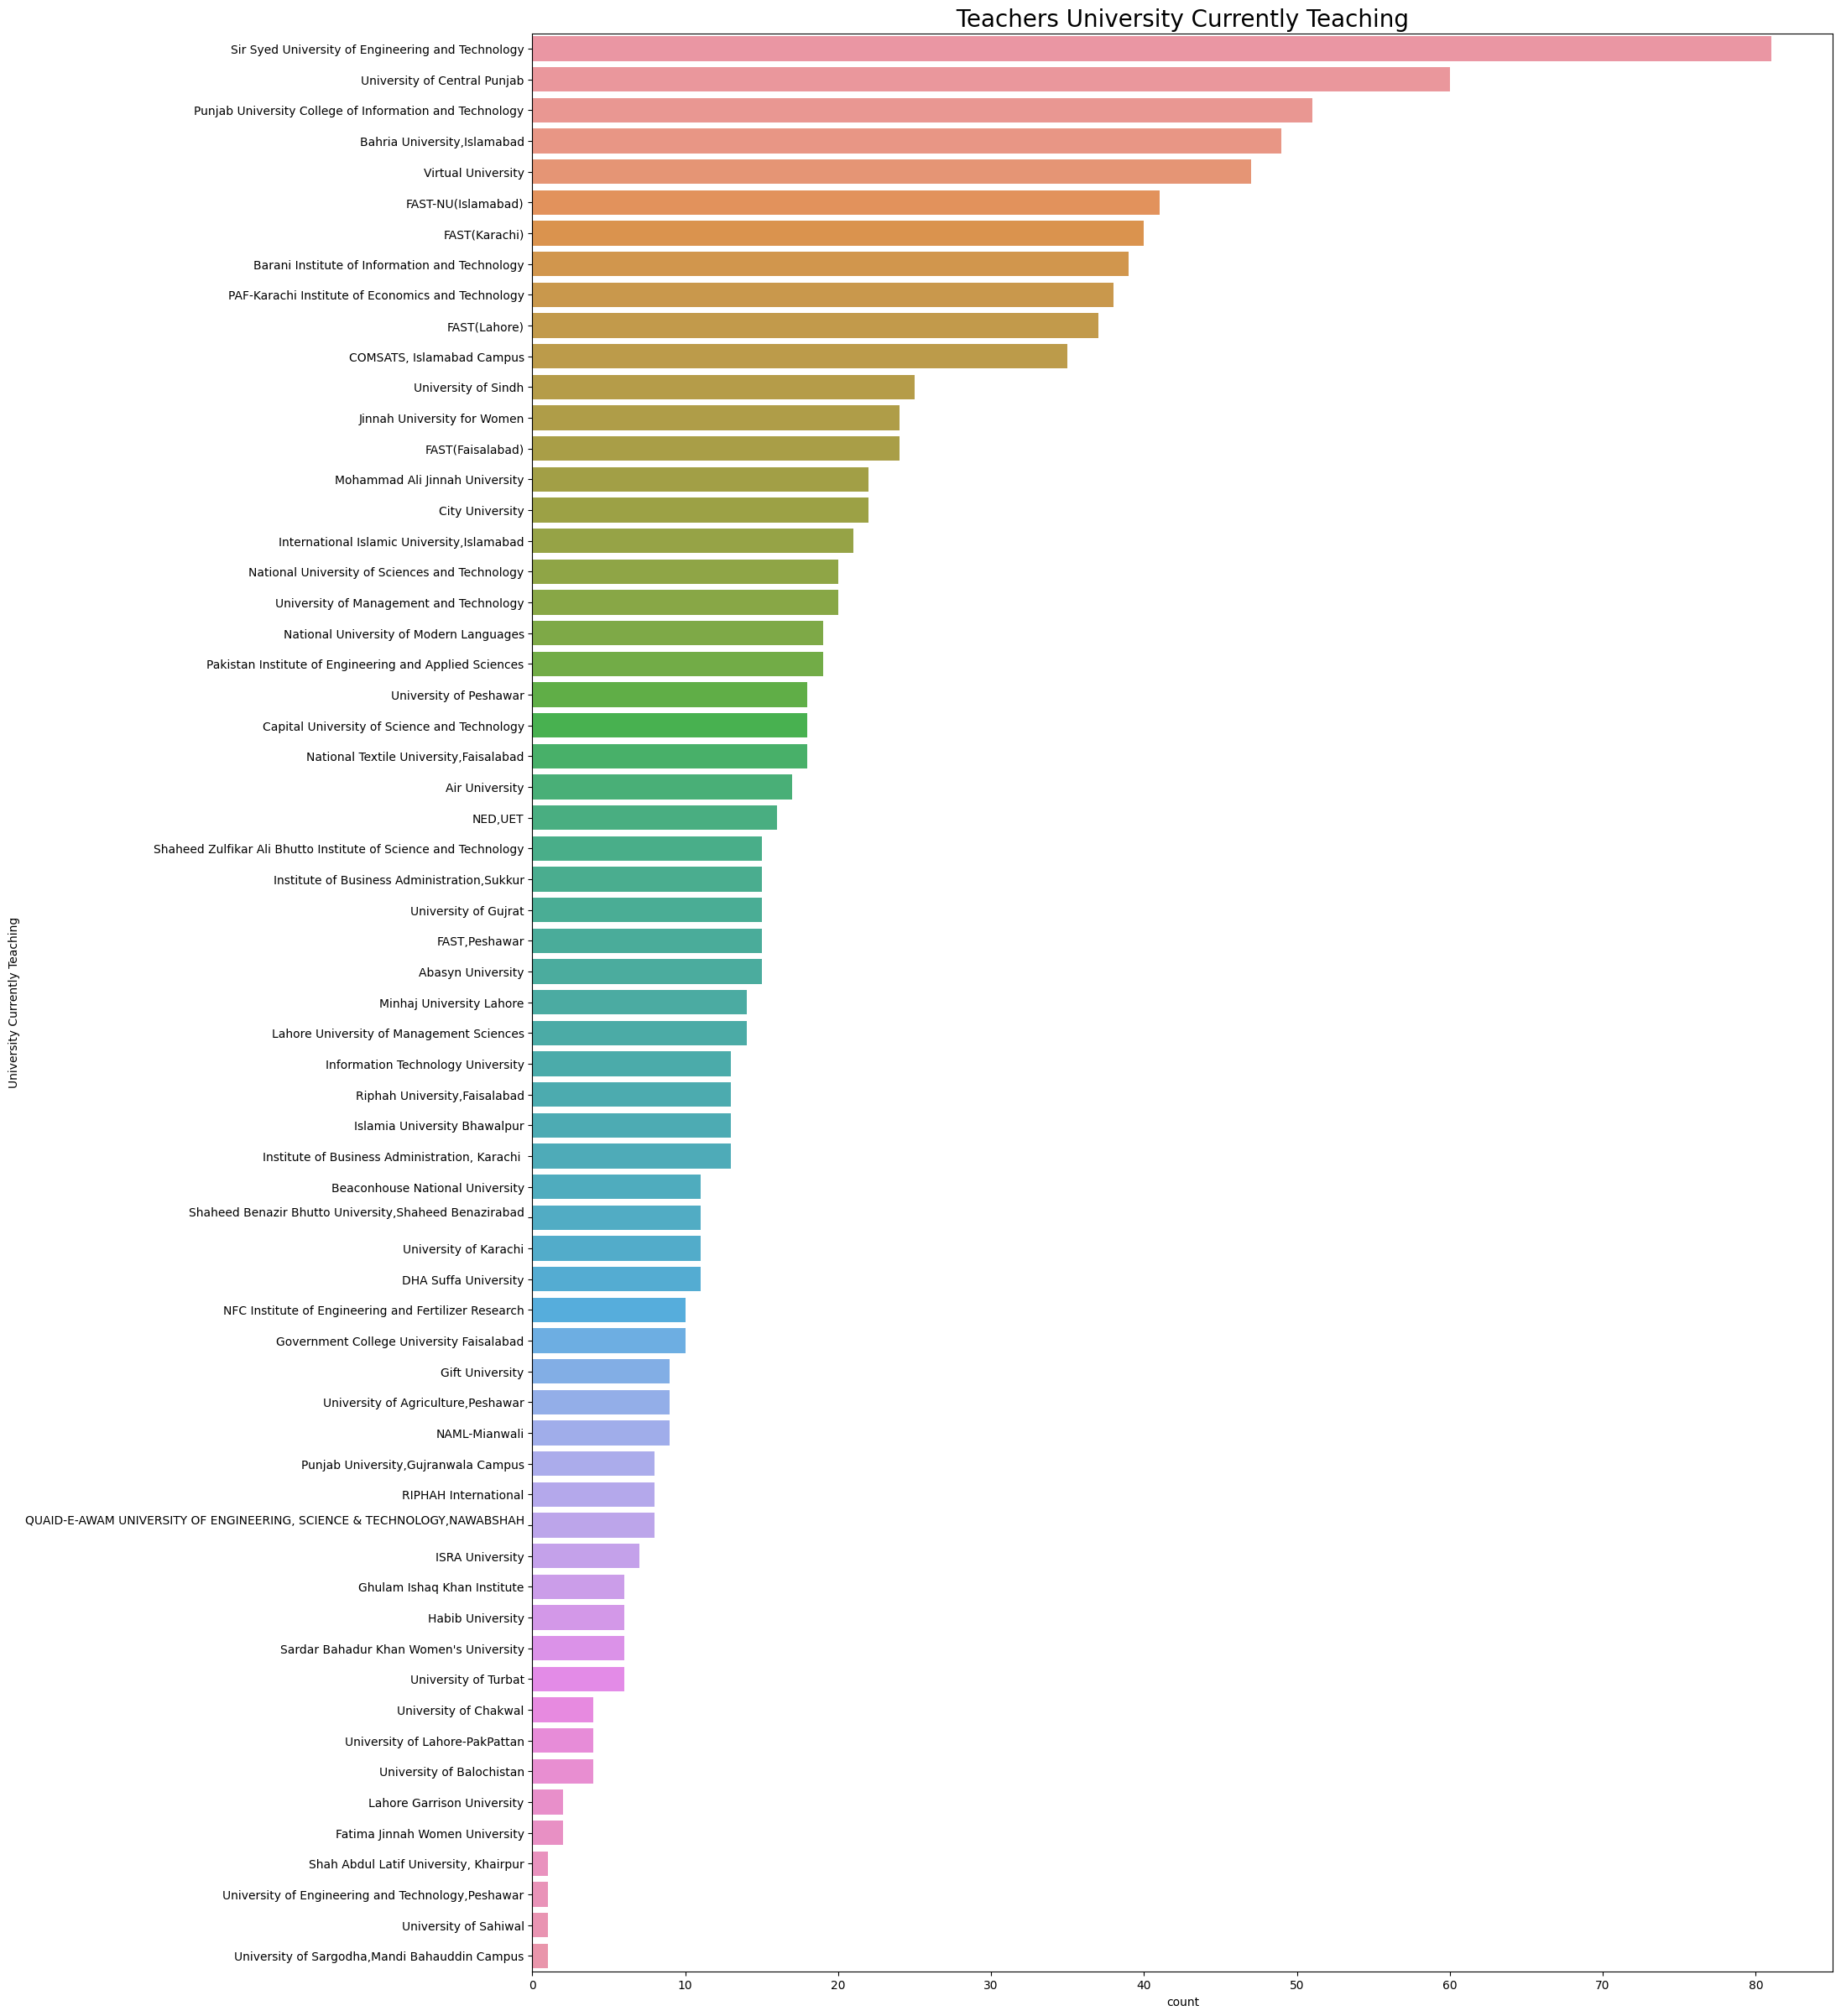 Teachers University Currently Teaching
Sir Syed University of Engineering and Technology
University of Central Punjab
Punjab University College of Information and Technology
Bahria University,Islamabad
Virtual University
FAST-NU(Islamabad)
FAST(Karachi)
Barani Institute of Information and Technology
PAF-Karachi Institute of Economics and Technology
FAST(Lahore)
COMSATS, Islamabad Campus
University of Sindh
Jinnah University for Women
FAST(Faisalabad)
Mohammad Ali Jinnah University
City University
International Islamic University,Islamabad
National University of Sciences and Technology
University of Management and Technology
National University of Modern Languages
Pakistan Institute of Engineering and Applied Sciences
University of Peshawar
Capital University of Science and Technology
National Textile University,Faisalabad
Air University
NED,UET
Shaheed Zulfikar Ali Bhutto Institute of Science and Technology
Institute of Business Administration,Sukkur
University of Gujrat
FAST,Peshawar
Abasyn University
Minhaj University Lahore
Lahore University of Management Sciences
Information Technology University
Riphah University,Faisalabad
Islamia University Bhawalpur
Institute of Business Administration, Karachi
Beaconhouse National University
Shaheed Benazir Bhutto University,Shaheed Benazirabad
University of Karachi
DHA Suffa University
NFC Institute of Engineering and Fertilizer Research
Government College University Faisalabad
Gift University
University of Agriculture,Peshawar
NAML-Mianwali
Punjab University,Gujranwala Campus
RIPHAH International
QUAID-E-AWAM UNIVERSITY OF ENGINEERING, SCIENCE & TECHNOLOGY,NAWABSHAH
ISRA University
Ghulam Ishaq Khan Institute
Habib University
Sardar Bahadur Khan Women's University
University of Turbat
University of Chakwal
University of Lahore-PakPattan
University of Balochistan
Lahore Garrison University
Fatima Jinnah Women University
Shah Abdul Latif University, Khairpur
University of Engineering and Technology,Peshawar
University of Sahiwal
University of Sargodha,Mandi Bahauddin Campus
University Currently Teaching
0 10 20 30 40 50 60 70 80
count